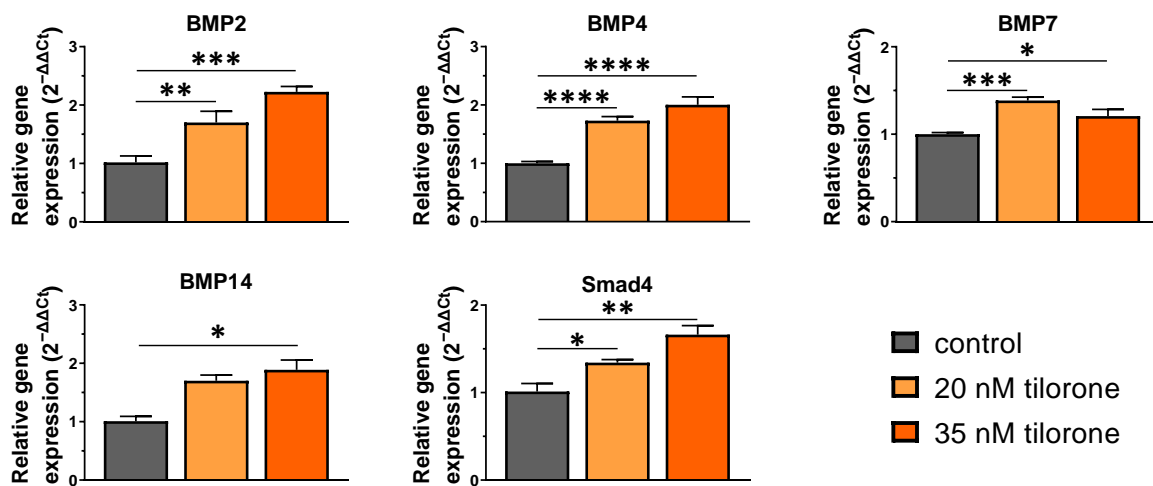 BMP2
Relative gene
expression (2⁻ΔΔCt)
3
2
1
0
***
**
BMP4
Relative gene
expression (2⁻ΔΔCt)
3
2
1
0
****
****
BMP7
Relative gene
expression (2⁻ΔΔCt)
2
1
0
*
***
BMP14
Relative gene
expression (2⁻ΔΔCt)
3
2
1
0
*
Smad4
Relative gene
expression (2⁻ΔΔCt)
2
1
0
**
*
control
20 nM tilorone
35 nM tilorone